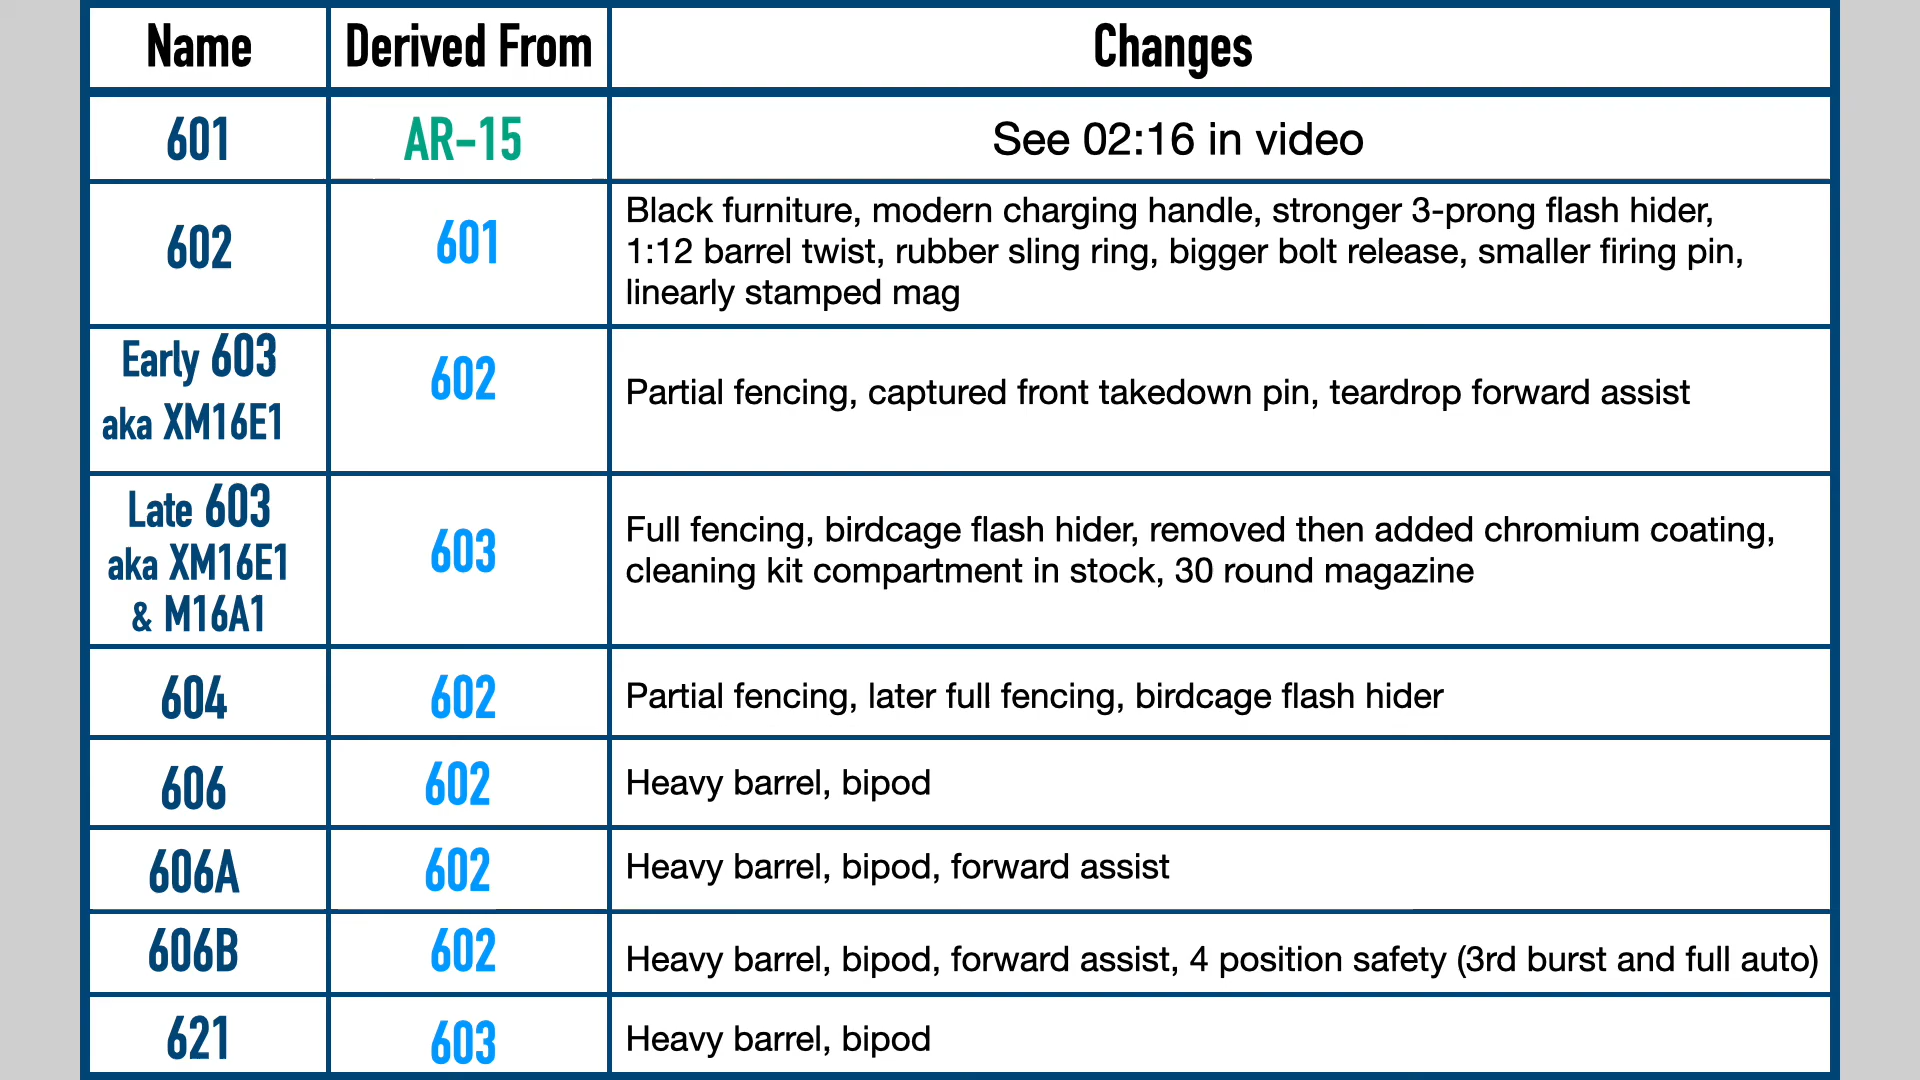 Name
Derived From
Changes
601
AR-15
See 02:16 in video
602
601
Black furniture, modern charging handle, stronger 3-prong flash hider,
1:12 barrel twist, rubber sling ring, bigger bolt release, smaller firing pin,
linearly stamped mag
Early 603
aka XM16E1
602
Partial fencing, captured front takedown pin, teardrop forward assist
Late 603
aka XM16E1
& M16A1
603
Full fencing, birdcage flash hider, removed then added chromium coating,
cleaning kit compartment in stock, 30 round magazine
604
602
Partial fencing, later full fencing, birdcage flash hider
606
602
Heavy barrel, bipod
606A
602
Heavy barrel, bipod, forward assist
606B
602
Heavy barrel, bipod, forward assist, 4 position safety (3rd burst and full auto)
621
603
Heavy barrel, bipod